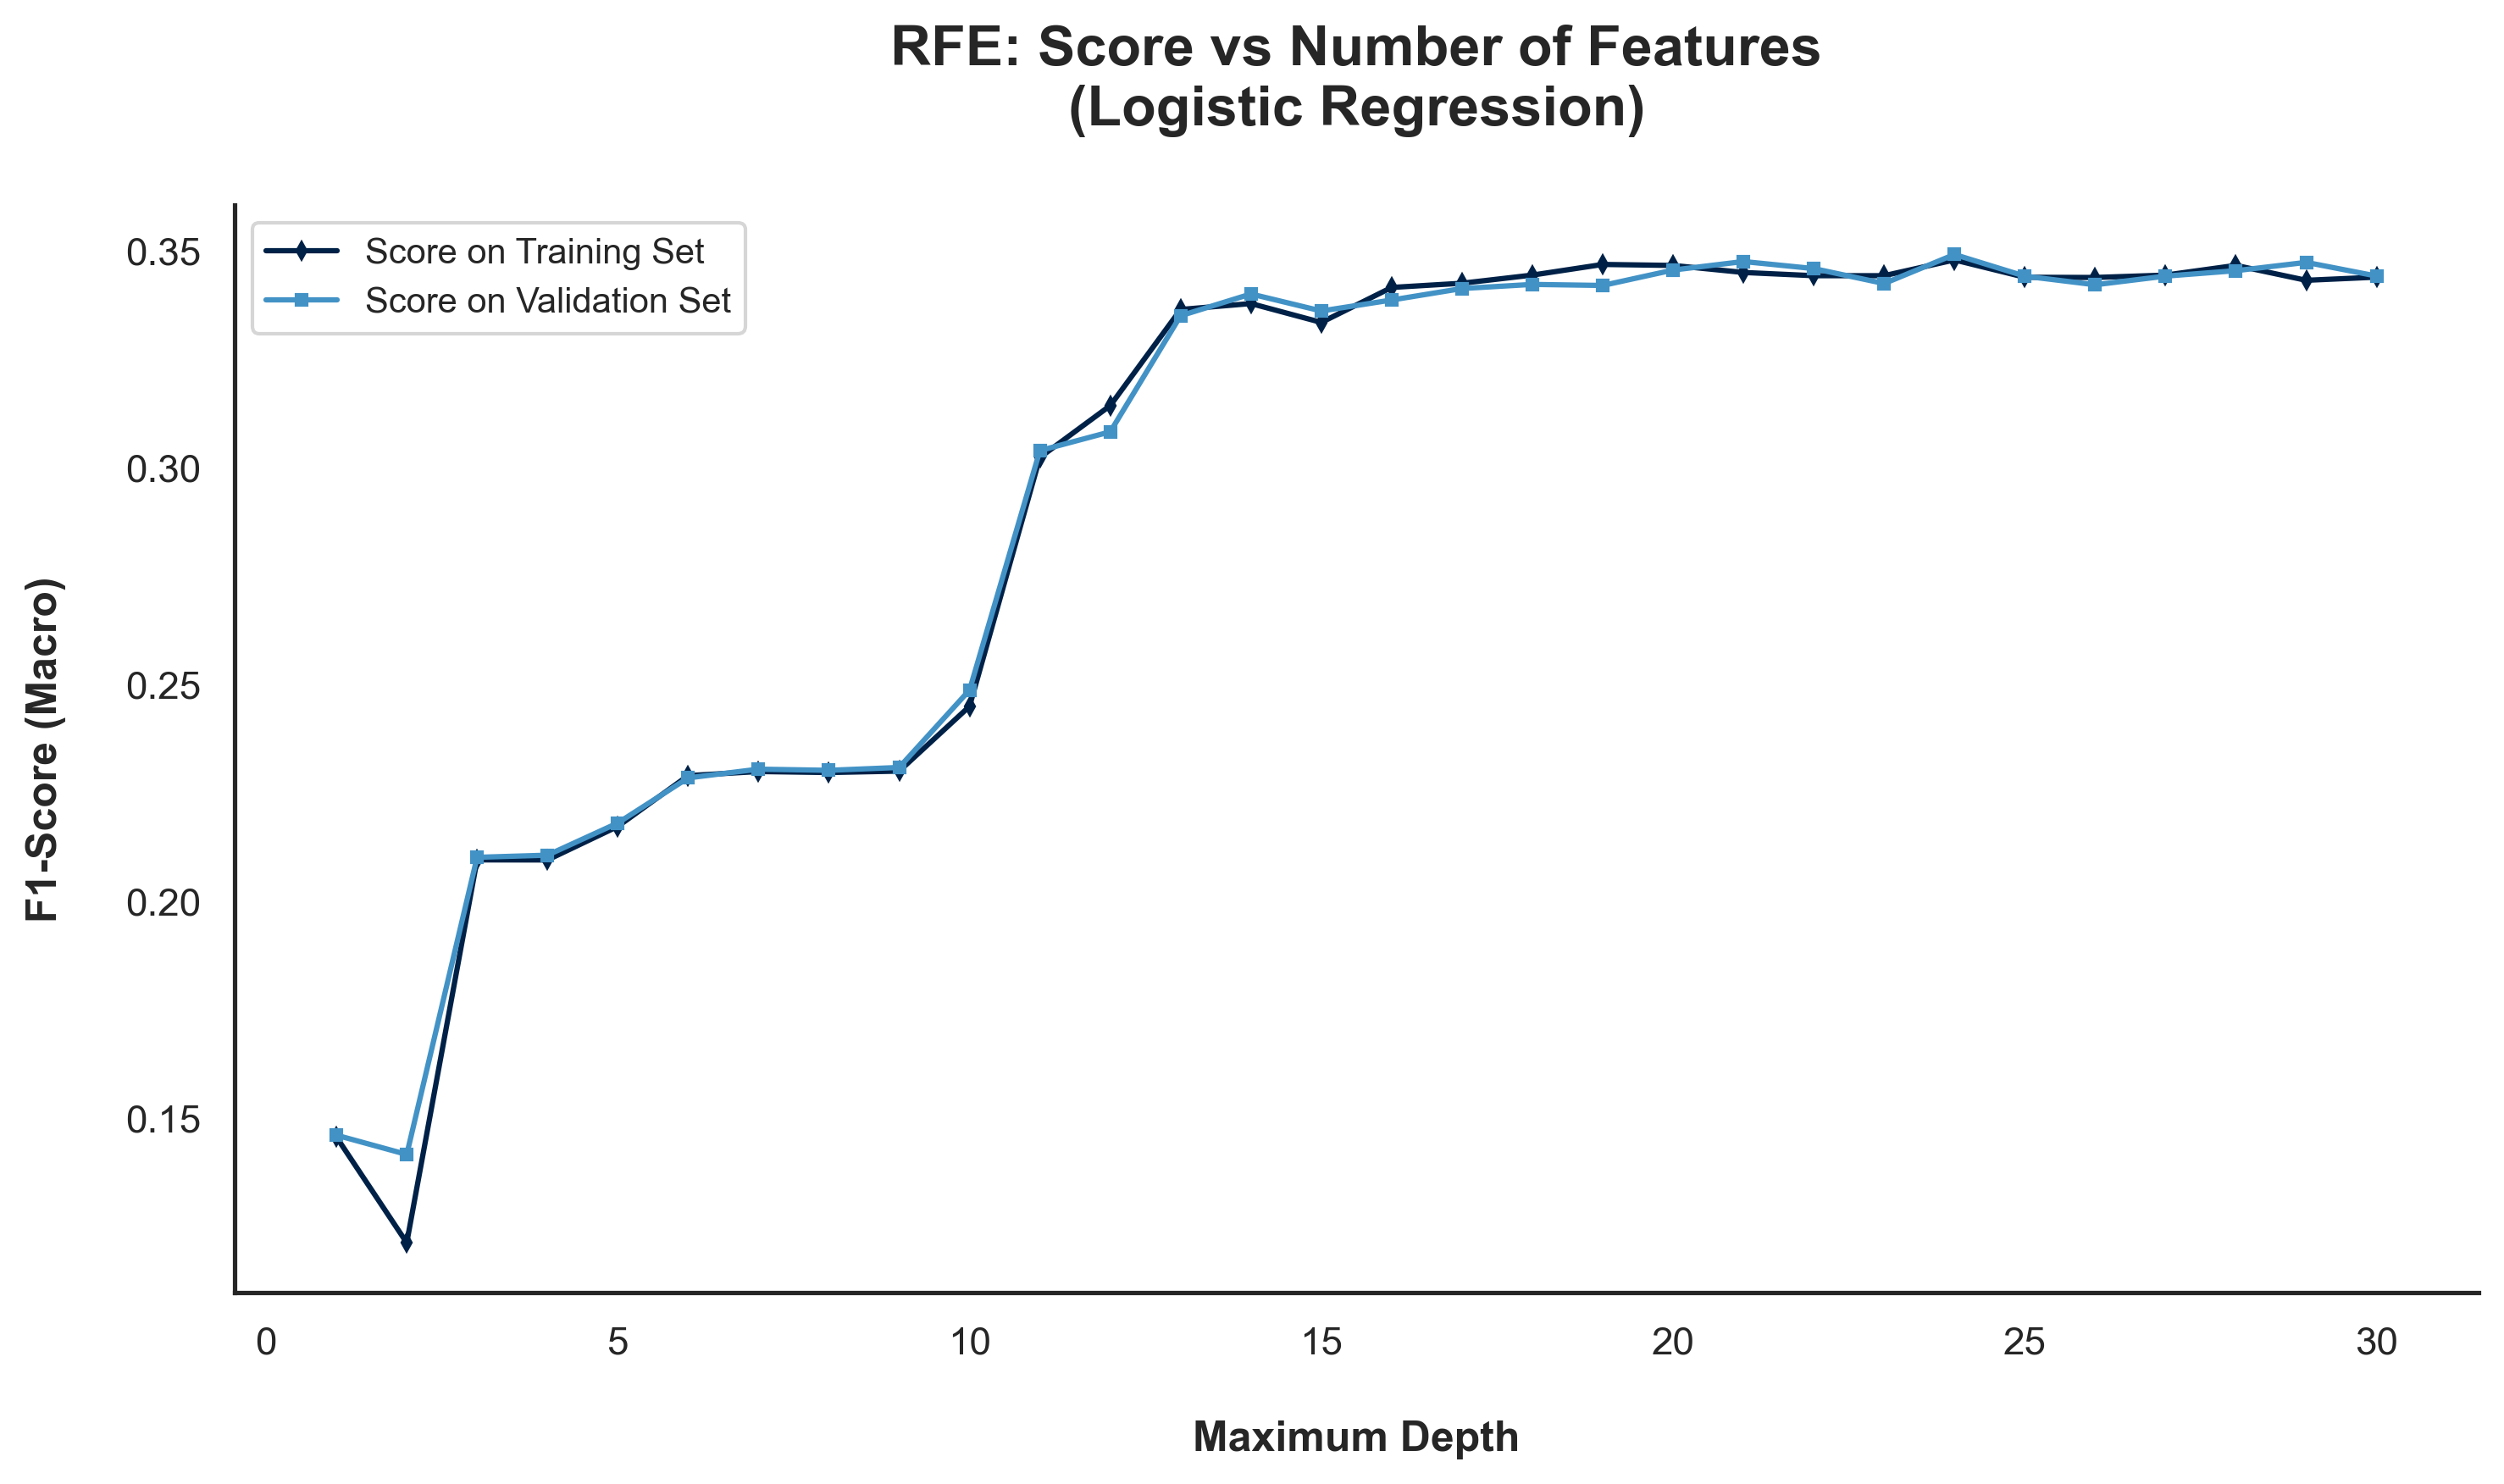 RFE: Score vs Number of Features
(Logistic Regression)
Score on Training Set
Score on Validation Set
F1-Score (Macro)
0.35
0.30
0.25
0.20
0.15
0 5 10 15 20 25 30
Maximum Depth